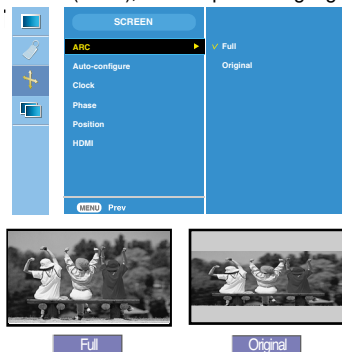 SCREEN
ARC
Full
Auto-configure
Original
Clock
Phase
Position
HDMI
MENU Prev
Full
Original